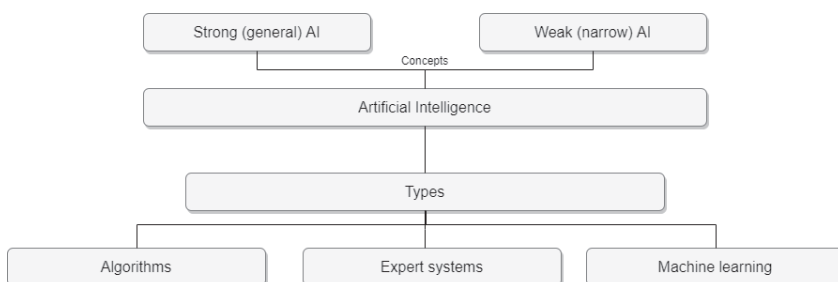 Strong (general) AI
Weak (narrow) AI
Concepts
Artificial Intelligence
Types
Algorithms
Expert systems
Machine learning